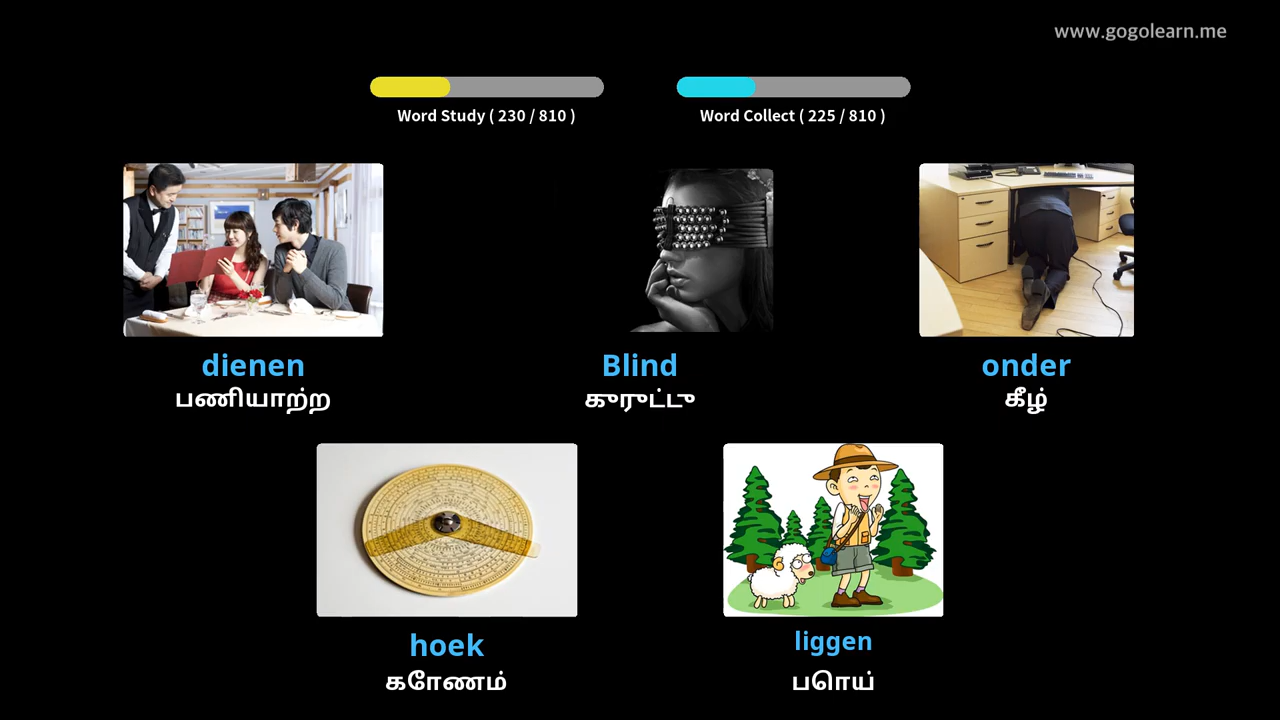 www.gogolearn.me
Word Study ( 230 / 810 )
Word Collect ( 225 / 810 )
dienen
பணியாற்ற
Blind
குருட்டு
onder
கீழ்
hoek
கோணம்
liggen
பொய்